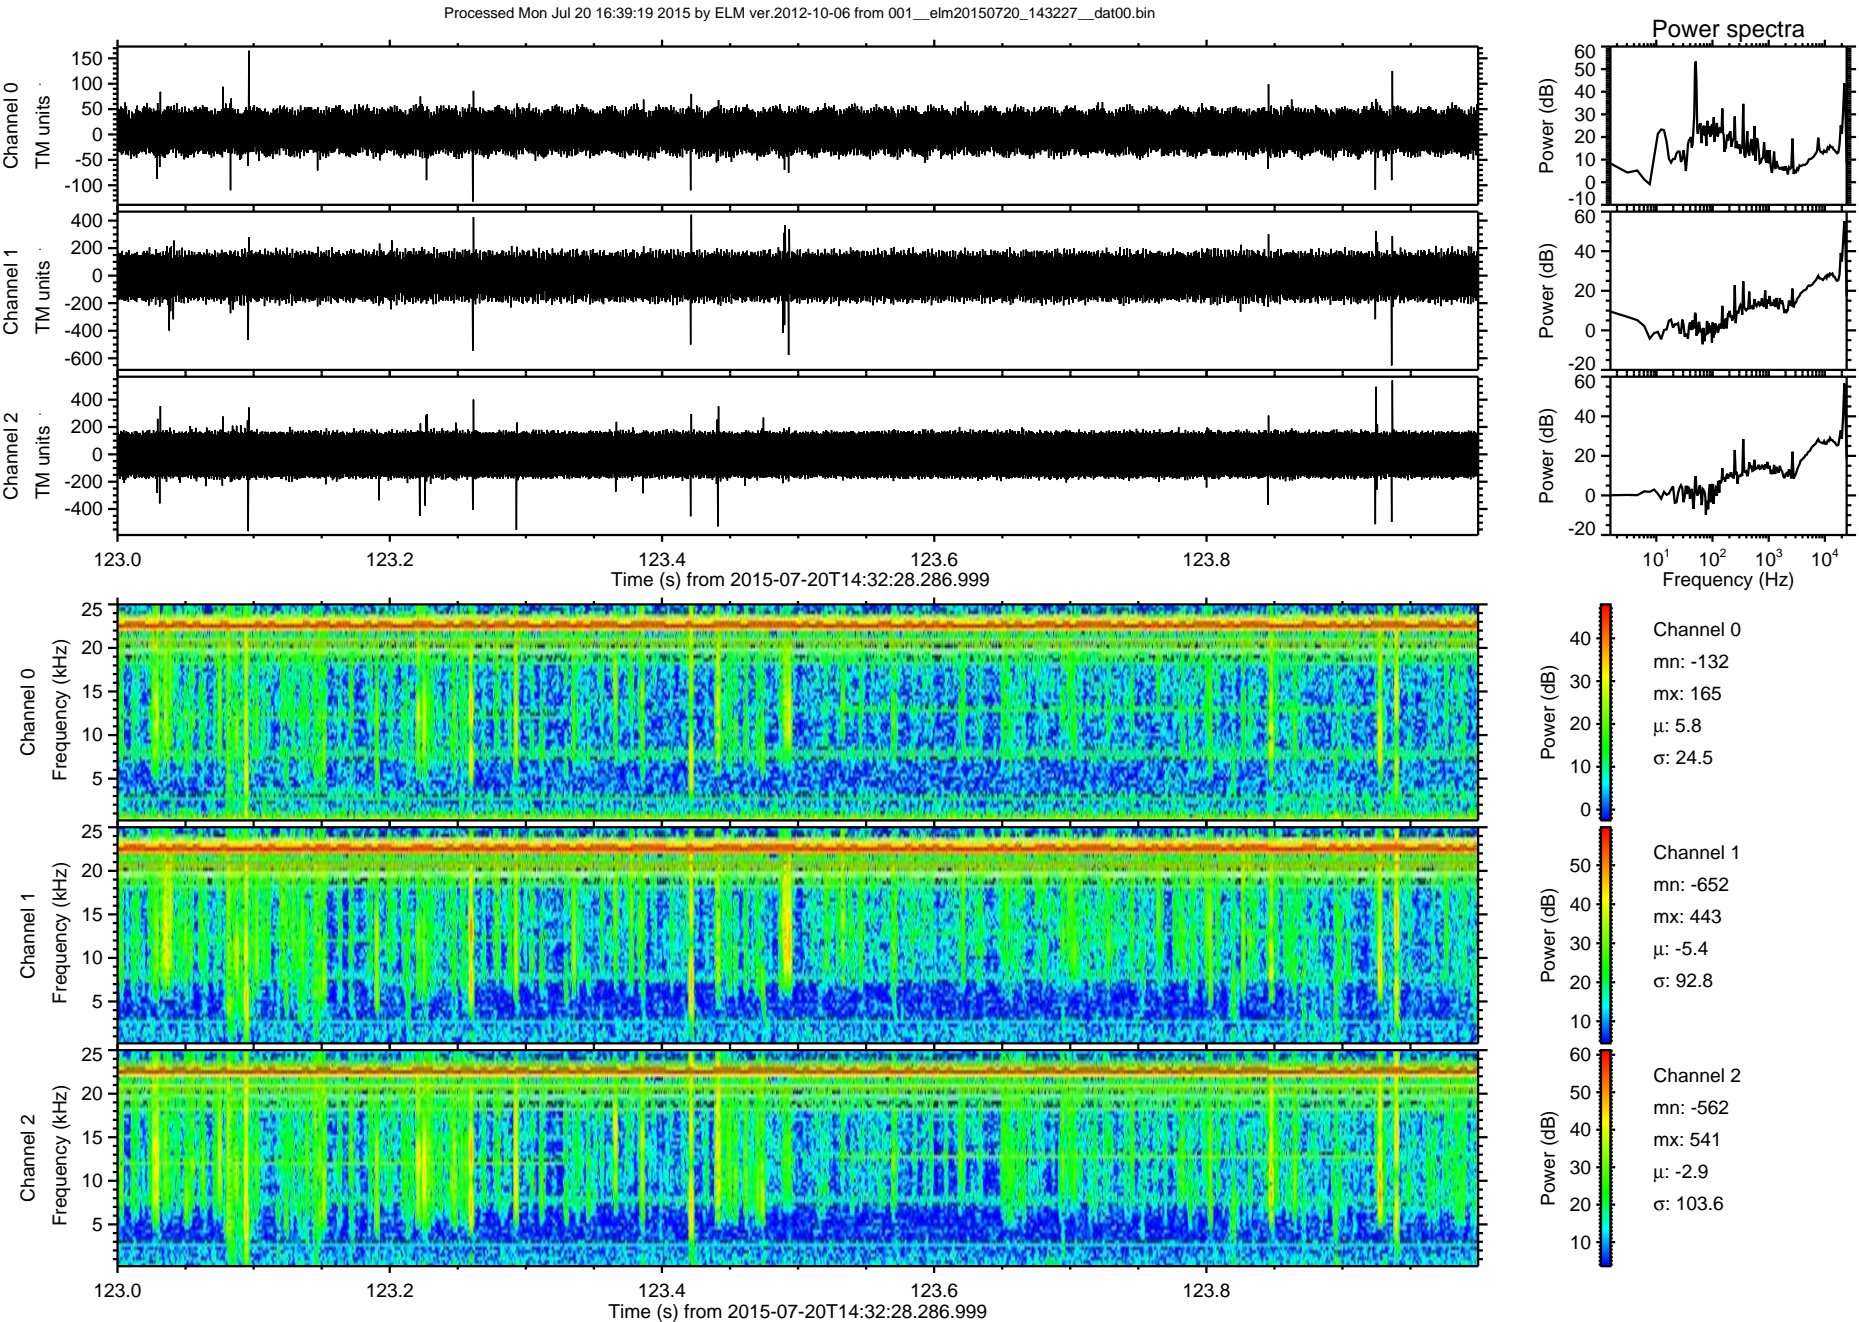 Processed Mon Jul 20 16:39:19 2015 by ELM ver.2012-10-06 from 001__elm20150720_143227__dat00.bin
Power spectra
Channel 0
TM units
150
100
50
0
-50
-100
Power (dB)
60
50
40
30
20
10
0
-10
Channel 1
TM units
400
200
0
-200
-400
-600
Power (dB)
60
40
20
0
-20
Channel 2
TM units
400
200
0
-200
-400
Power (dB)
60
40
20
0
-20
123.0 123.2 123.4 123.6 123.8
Time (s) from 2015-07-20T14:32:28.286.999
10¹ 10² 10³ 10⁴
Frequency (Hz)
Channel 0
Frequency (kHz)
25
20
15
10
5
Power (dB)
40
30
20
10
0
Channel 0
mn: -132
mx: 165
μ: 5.8
σ: 24.5
Channel 1
Frequency (kHz)
25
20
15
10
5
Power (dB)
50
40
30
20
10
Channel 1
mn: -652
mx: 443
μ: -5.4
σ: 92.8
Channel 2
Frequency (kHz)
25
20
15
10
5
Power (dB)
60
50
40
30
20
10
Channel 2
mn: -562
mx: 541
μ: -2.9
σ: 103.6
123.0 123.2 123.4 123.6 123.8
Time (s) from 2015-07-20T14:32:28.286.999